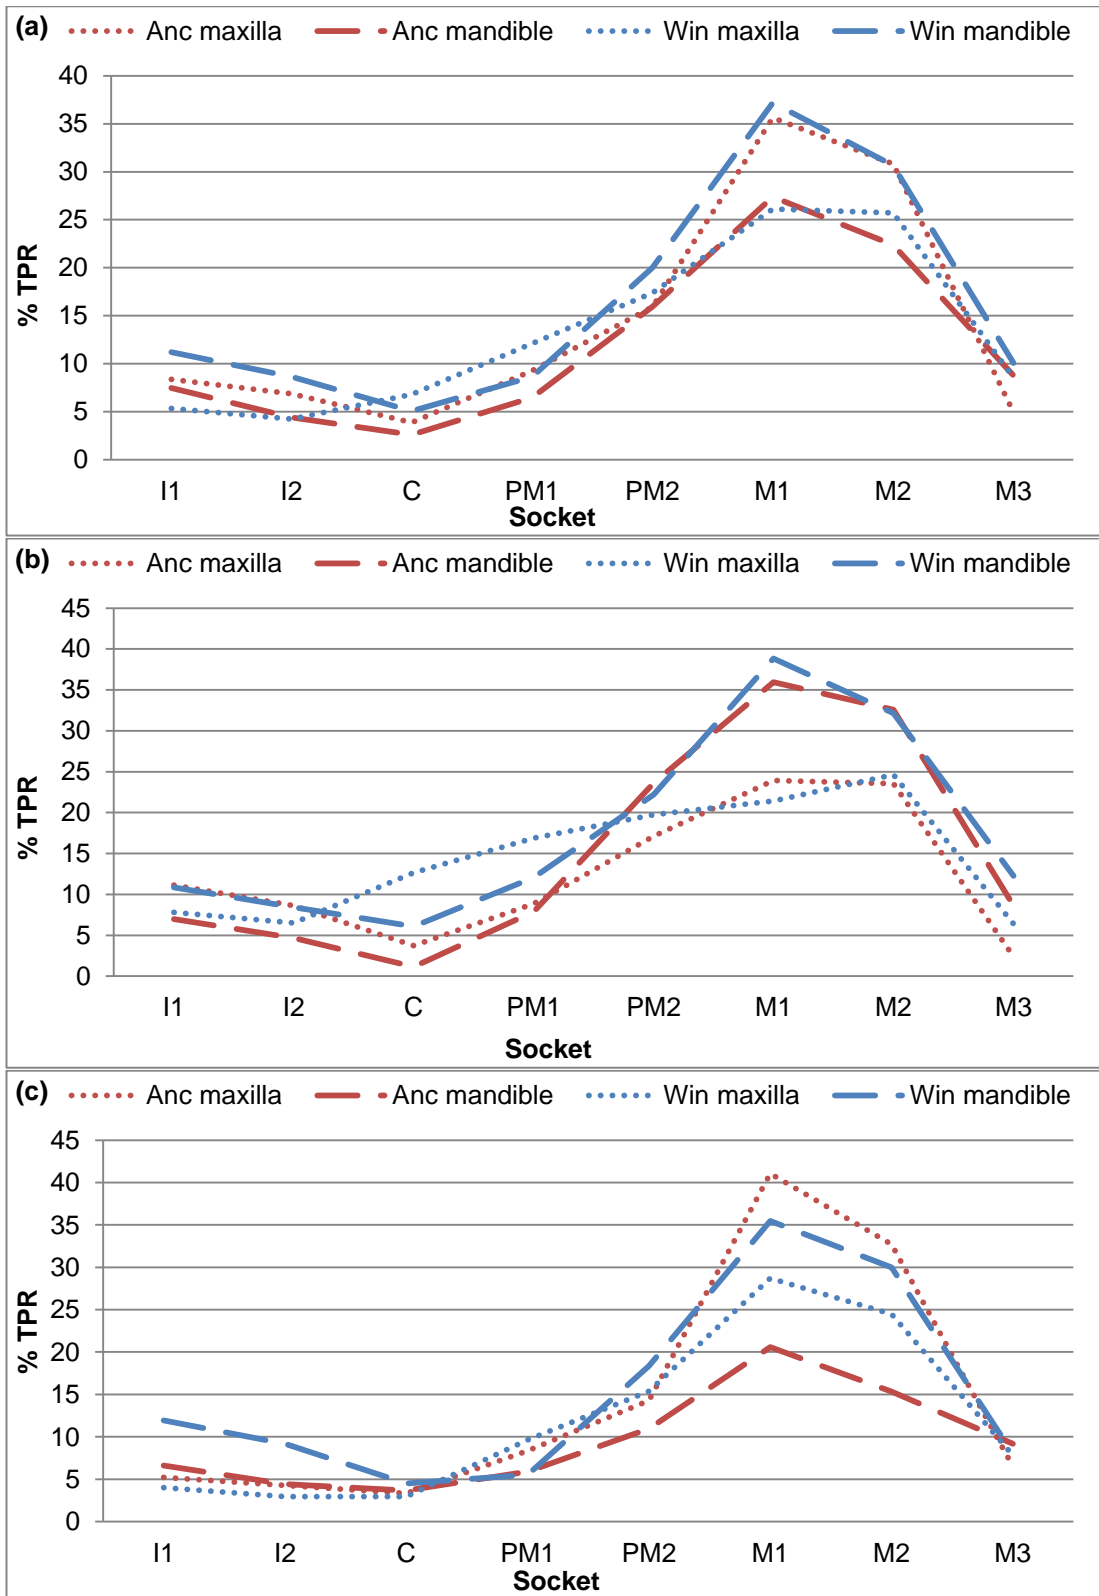 (a) Anc maxilla Anc mandible Win maxilla Win mandible
40
35
30
25
20
15
10
5
0
% TPR
I1 I2 C PM1 PM2 M1 M2 M3
Socket
(b) Anc maxilla Anc mandible Win maxilla Win mandible
45
40
35
30
25
20
15
10
5
0
% TPR
I1 I2 C PM1 PM2 M1 M2 M3
Socket
(c) Anc maxilla Anc mandible Win maxilla Win mandible
45
40
35
30
25
20
15
10
5
0
% TPR
I1 I2 C PM1 PM2 M1 M2 M3
Socket